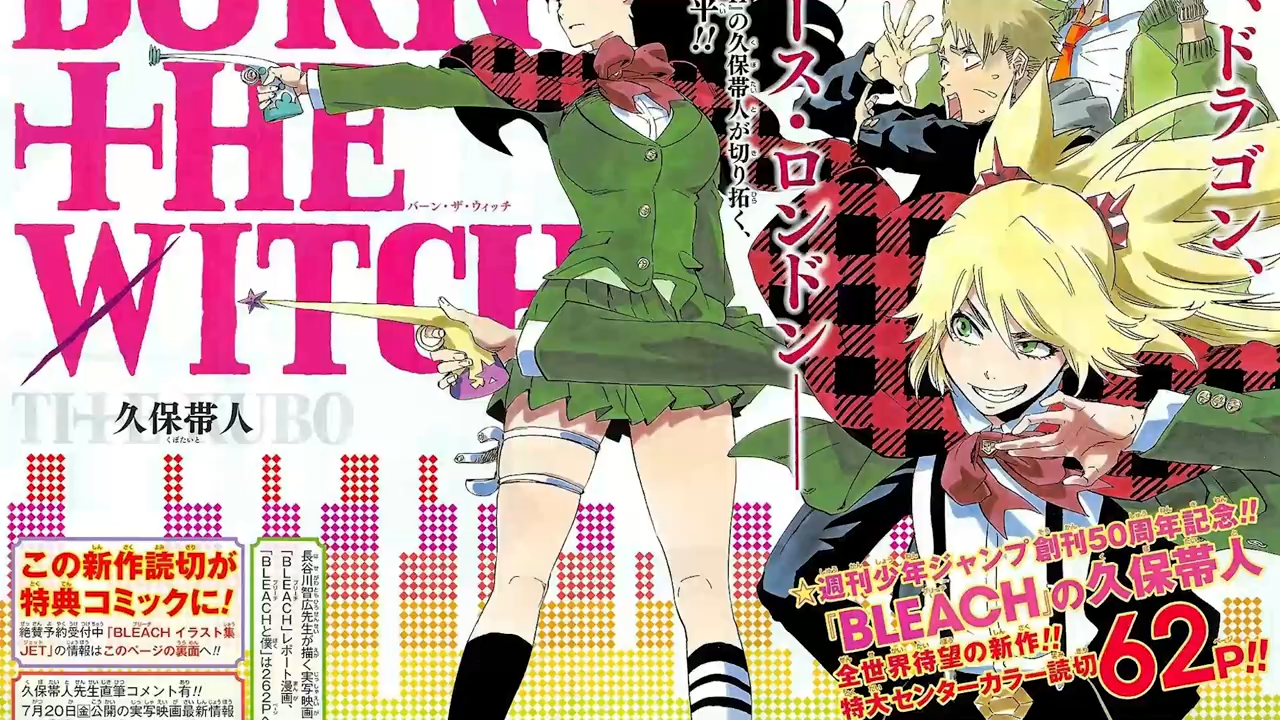 BURN
THE
WITCH
バーン・ザ・ウィッチ
久保帯人
くぼたいと
ドラゴン、
ース・ロンドン――
の久保帯人が切り拓く、
平!!
この新作読切が
特典コミックに!
絶賛予約受付中「BLEACH イラスト集
JET」の情報はこのページの裏面へ!!
久保帯人先生直筆コメント有!!
7月20日(金)公開の実写映画最新情報
長谷川智広先生が描く実写映画
「BLEACH」レポート漫画、
「BLEACHと僕」は262P
☆週刊少年ジャンプ創刊50周年記念!!
『BLEACH』の久保帯人
全世界待望の新作!!
特大センターカラー読切62P!!